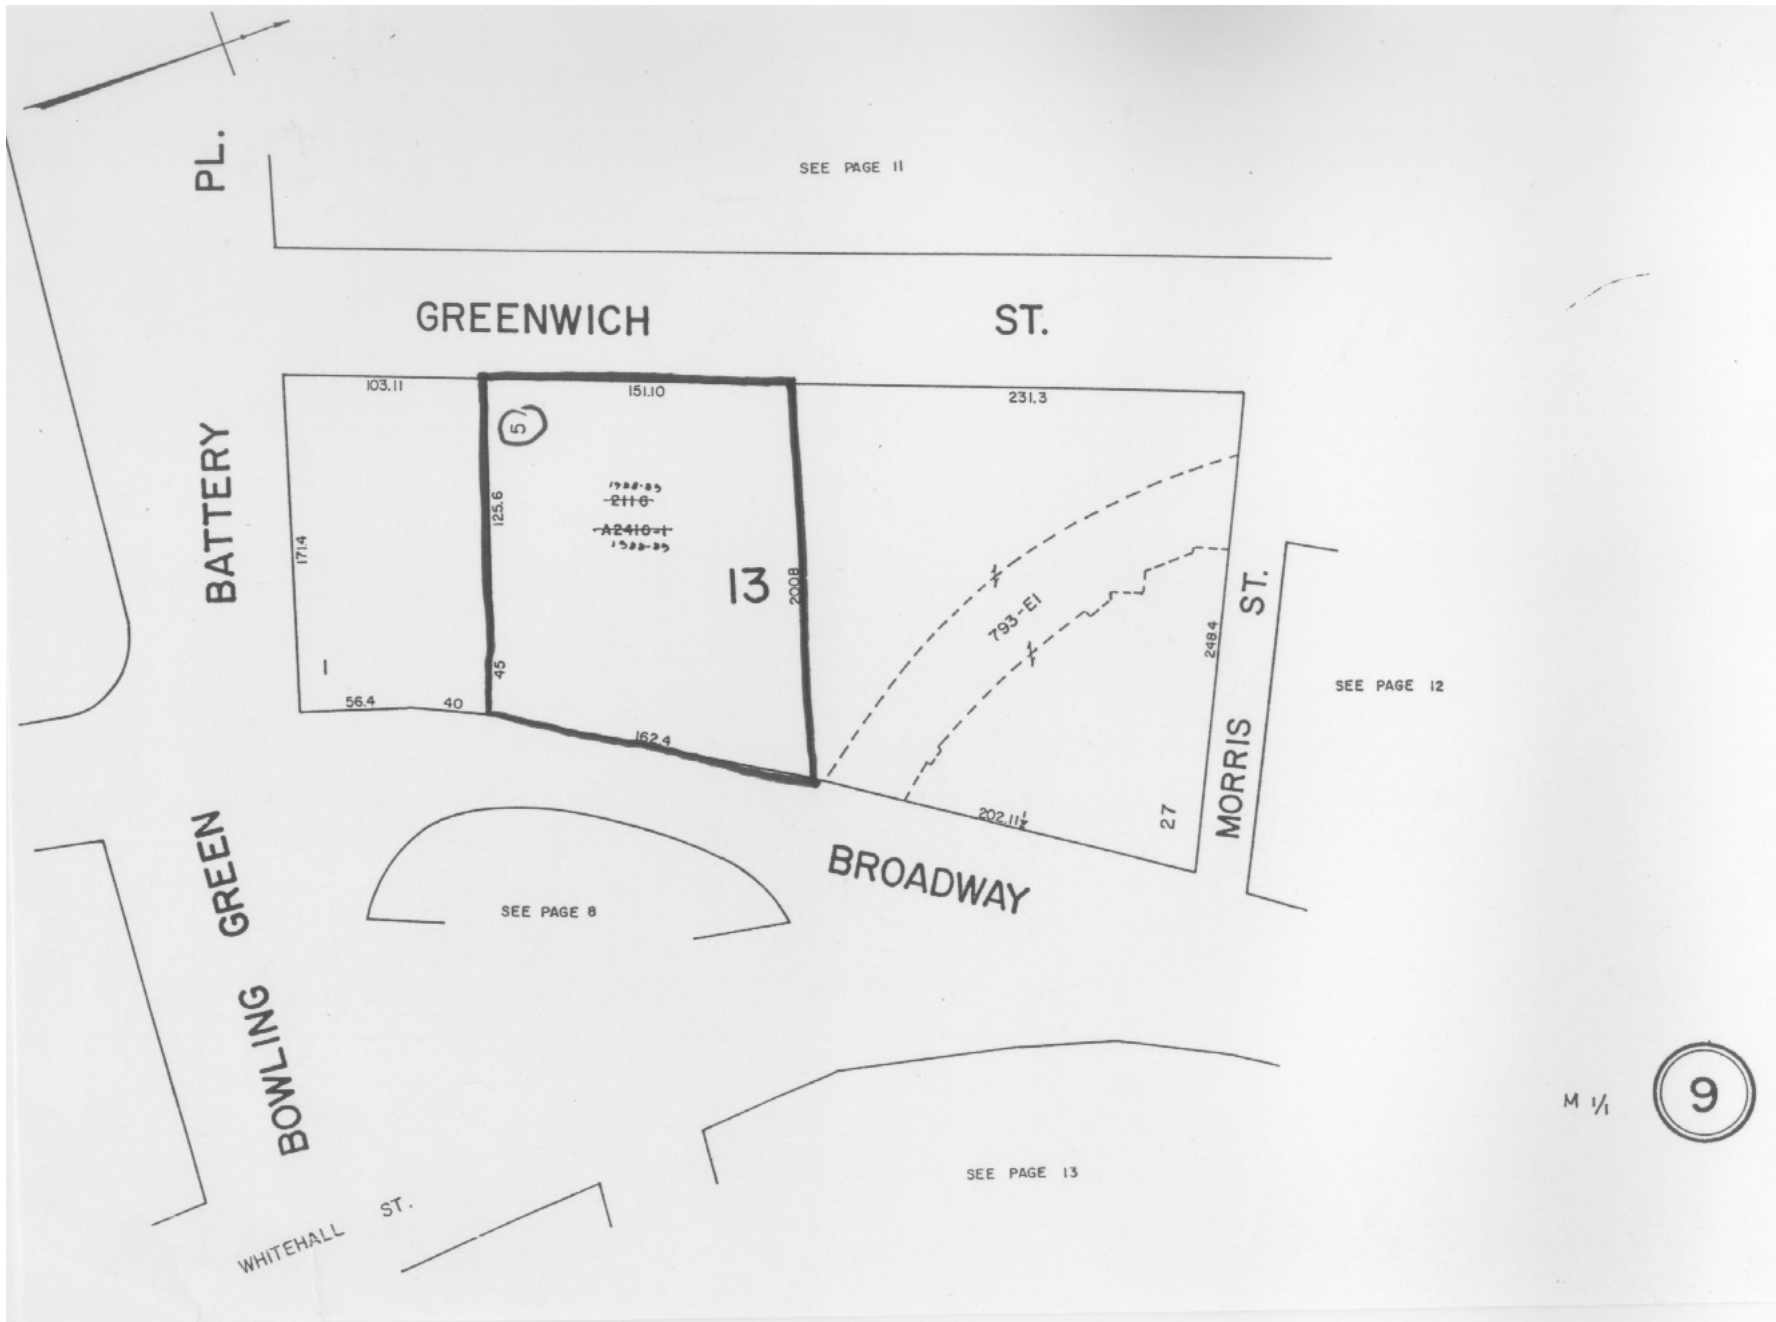 PL.
SEE PAGE 11
GREENWICH ST.
103.11
151.10
231.3
5
BATTERY
125.6
2116
A2410-1
1988-89
171.4
13
200.8
793-E1
248.4
ST.
1
45
SEE PAGE 12
56.4
40
162.4
MORRIS
27
202.11½
BROADWAY
GREEN
SEE PAGE 8
BOWLING
M 1/1
9
SEE PAGE 13
WHITEHALL ST.